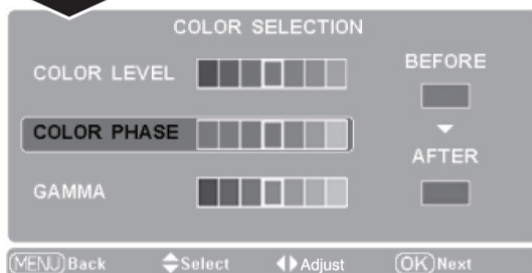 COLOR SELECTION
COLOR LEVEL
BEFORE
COLOR PHASE
AFTER
GAMMA
MENU Back Select Adjust OK Next